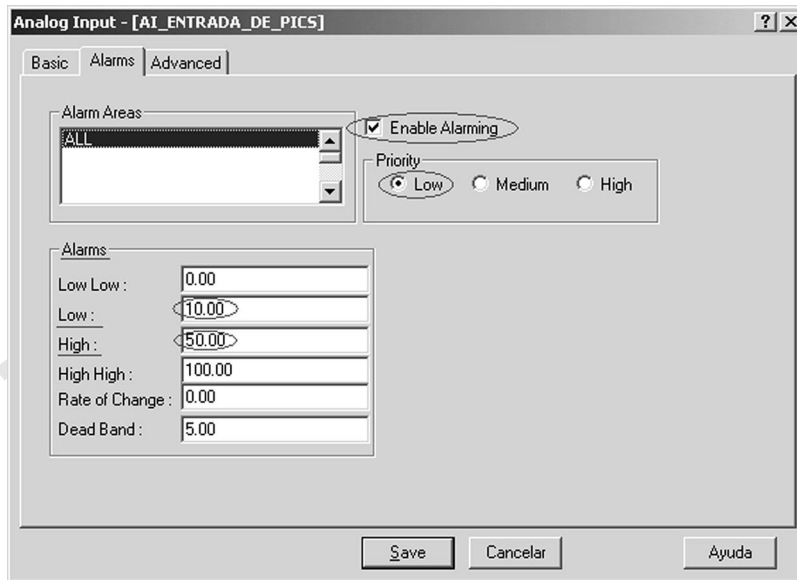 Analog Input - [AI_ENTRADA_DE_PICS]
Basic Alarms Advanced
Alarm Areas
ALL
Enable Alarming
Priority
Low Medium High
Alarms
Low Low : 0.00
Low : 10.00
High : 50.00
High High : 100.00
Rate of Change : 0.00
Dead Band : 5.00
Save Cancelar Ayuda